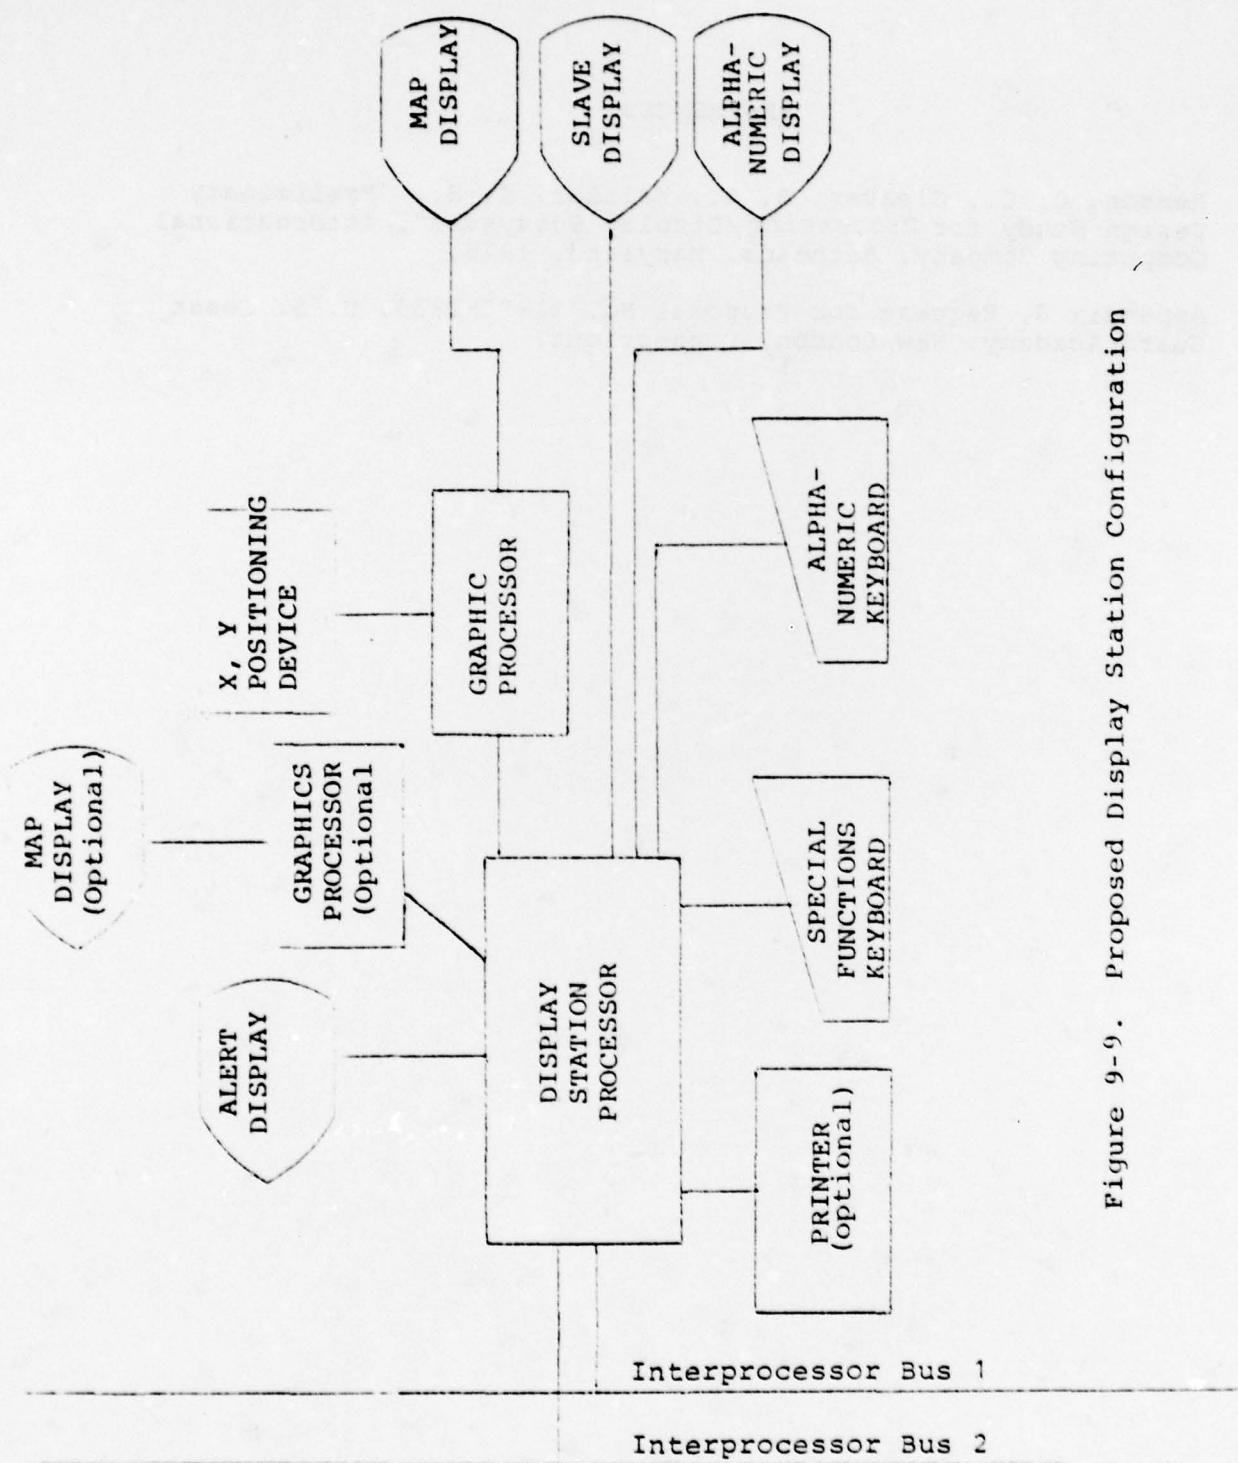 MAP
DISPLAY
SLAVE
DISPLAY
ALPHA-
NUMERIC
DISPLAY
X, Y
POSITIONING
DEVICE
GRAPHIC
PROCESSOR
ALPHA-
NUMERIC
KEYBOARD
MAP
DISPLAY
(Optional)
GRAPHICS
PROCESSOR
(Optional
SPECIAL
FUNCTIONS
KEYBOARD
ALERT
DISPLAY
DISPLAY
STATION
PROCESSOR
PRINTER
(optional)
Interprocessor Bus 1
Interprocessor Bus 2
Figure 9-9. Proposed Display Station Configuration